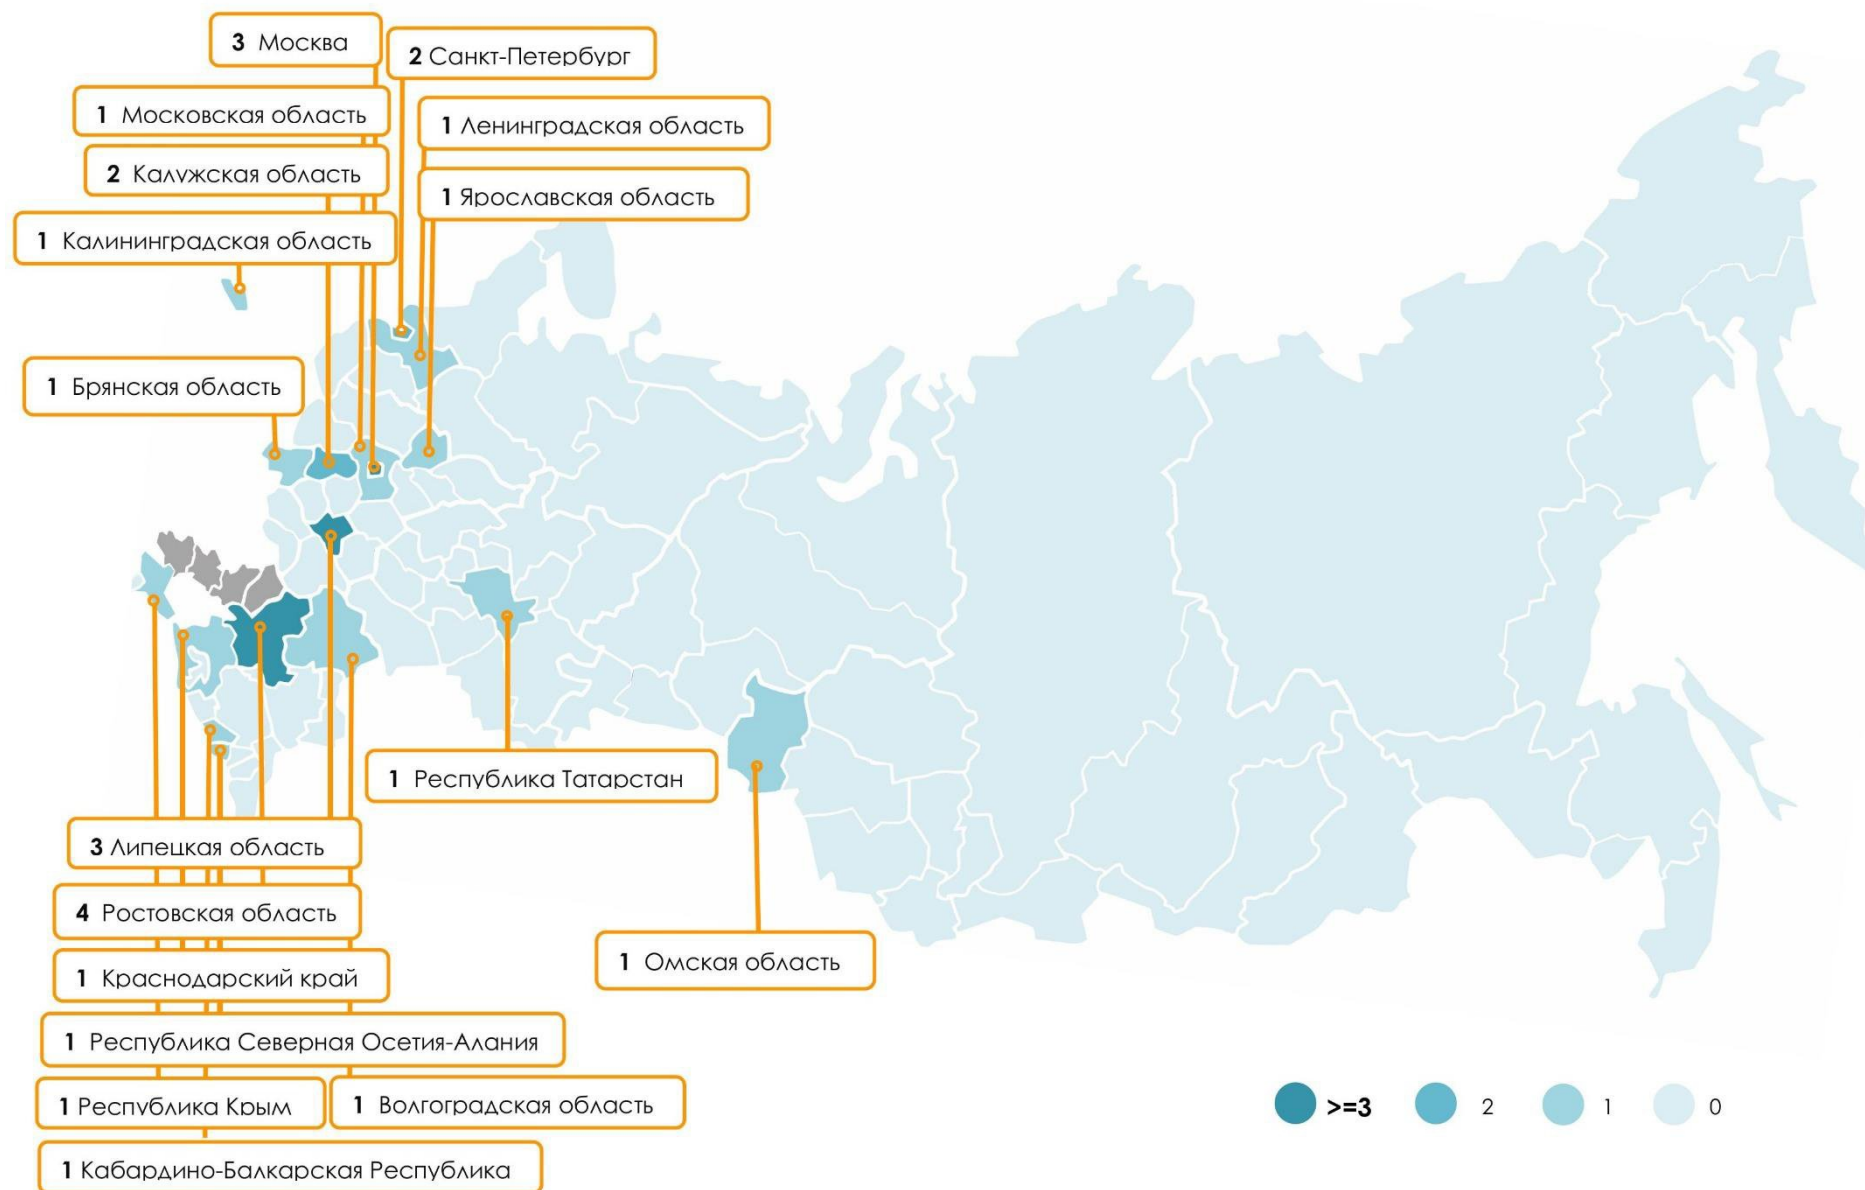 3 Москва
2 Санкт-Петербург
1 Московская область
1 Ленинградская область
2 Калужская область
1 Ярославская область
1 Калининградская область
1 Брянская область
1 Республика Татарстан
3 Липецкая область
4 Ростовская область
1 Омская область
1 Краснодарский край
1 Республика Северная Осетия-Алания
1 Республика Крым
1 Волгоградская область
1 Кабардино-Балкарская Республика
>=3 2 1 0